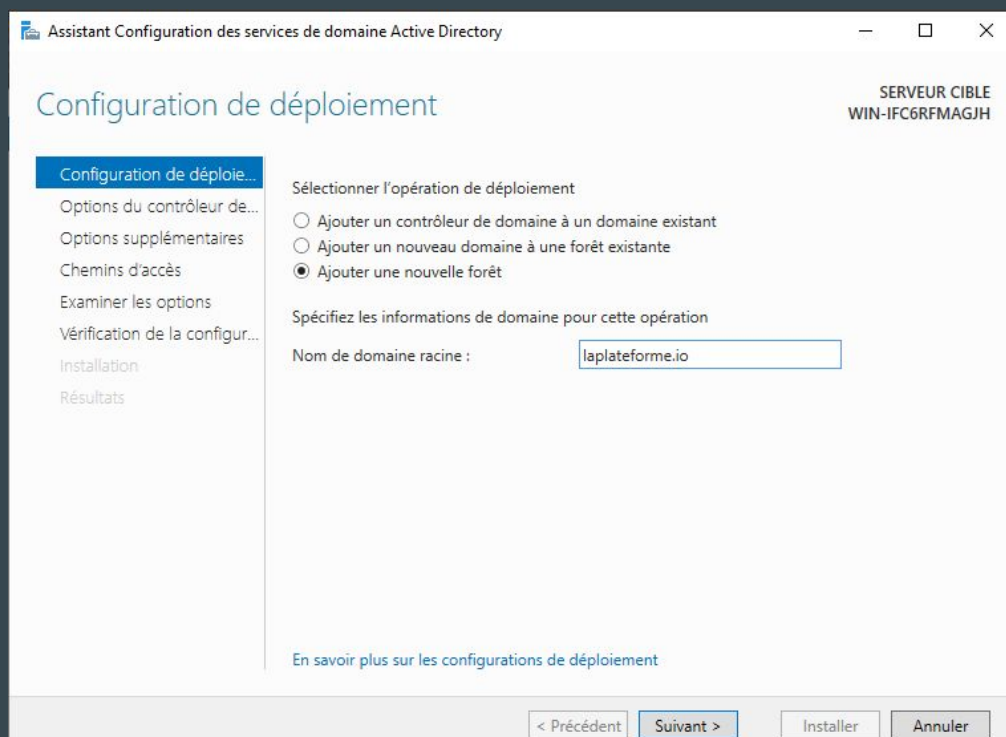 Assistant Configuration des services de domaine Active Directory
Configuration de déploiement
SERVEUR CIBLE
WIN-IFC6RFMAGJH
Configuration de déploie...
Options du contrôleur de...
Options supplémentaires
Chemins d'accès
Examiner les options
Vérification de la configur...
Installation
Résultats
Sélectionner l'opération de déploiement
Ajouter un contrôleur de domaine à un domaine existant
Ajouter un nouveau domaine à une forêt existante
Ajouter une nouvelle forêt
Spécifiez les informations de domaine pour cette opération
Nom de domaine racine : laplateforme.io
En savoir plus sur les configurations de déploiement
< Précédent Suivant > Installer Annuler